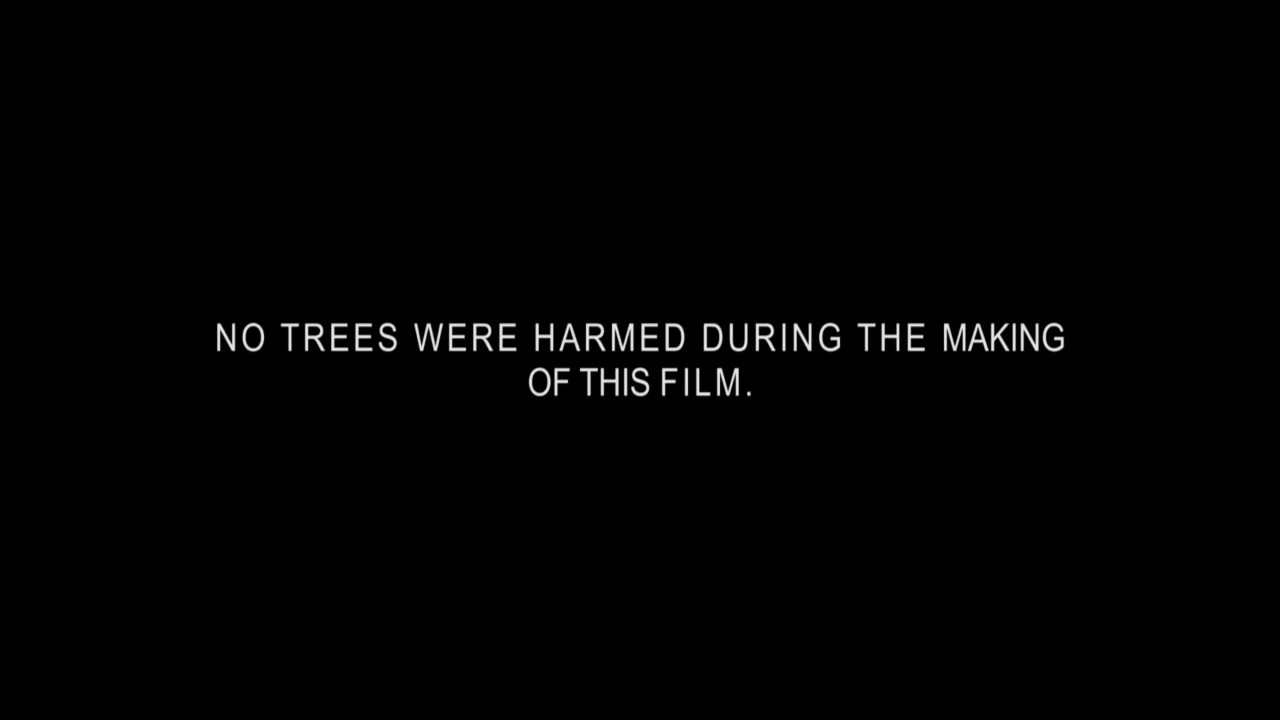 NO TREES WERE HARMED DURING THE MAKING
OF THIS FILM.